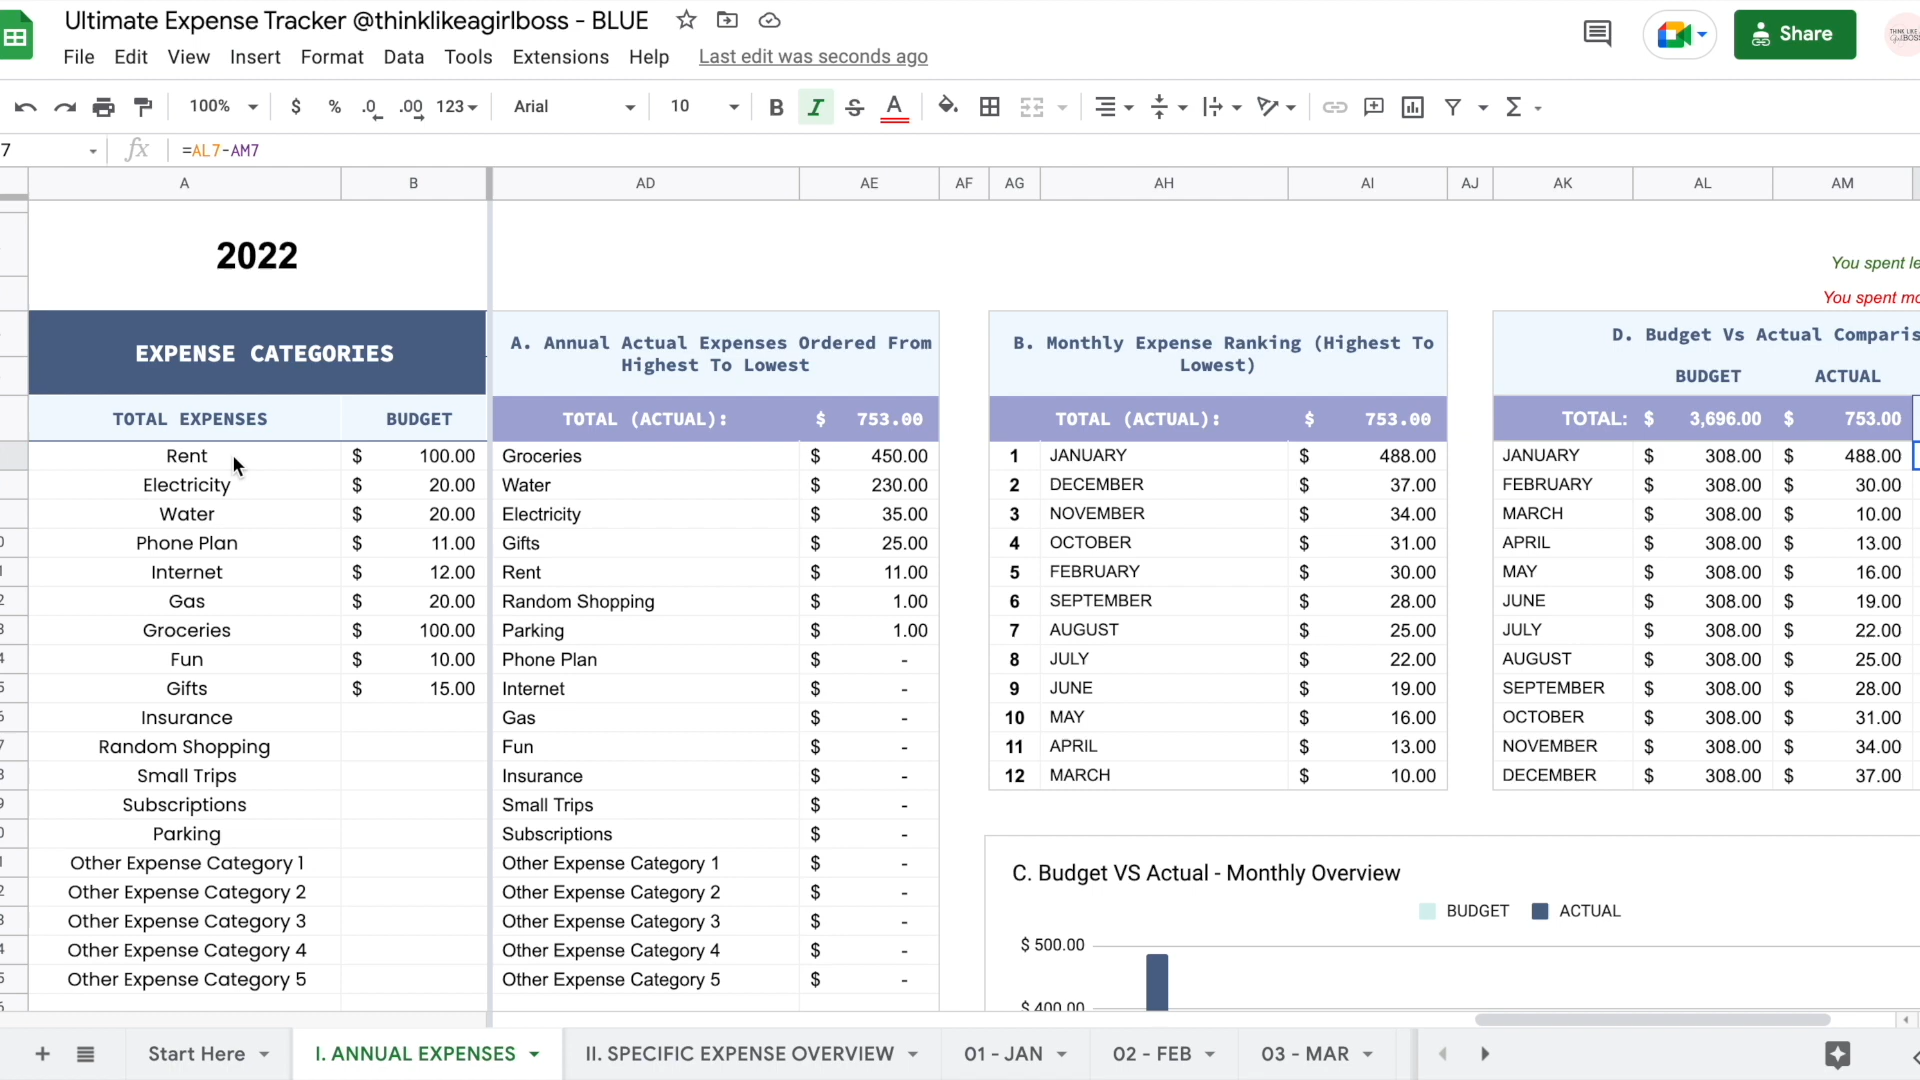 Ultimate Expense Tracker @thinklikeagirlboss - BLUE
File Edit View Insert Format Data Tools Extensions Help Last edit was seconds ago
Share
100% $ % .0 .00 123 Arial 10 B I S A
7 fx =AL7-AM7
A B AD AE AF AG AH AI AJ AK AL AM
2022
You spent le
You spent mo
EXPENSE CATEGORIES
A. Annual Actual Expenses Ordered From
Highest To Lowest
B. Monthly Expense Ranking (Highest To
Lowest)
D. Budget Vs Actual Comparis
BUDGET ACTUAL
TOTAL EXPENSES BUDGET TOTAL (ACTUAL): $ 753.00 TOTAL (ACTUAL): $ 753.00 TOTAL: $ 3,696.00 $ 753.00
Rent $ 100.00 Groceries $ 450.00 1 JANUARY $ 488.00 JANUARY $ 308.00 $ 488.00
Electricity $ 20.00 Water $ 230.00 2 DECEMBER $ 37.00 FEBRUARY $ 308.00 $ 30.00
Water $ 20.00 Electricity $ 35.00 3 NOVEMBER $ 34.00 MARCH $ 308.00 $ 10.00
Phone Plan $ 11.00 Gifts $ 25.00 4 OCTOBER $ 31.00 APRIL $ 308.00 $ 13.00
Internet $ 12.00 Rent $ 11.00 5 FEBRUARY $ 30.00 MAY $ 308.00 $ 16.00
Gas $ 20.00 Random Shopping $ 1.00 6 SEPTEMBER $ 28.00 JUNE $ 308.00 $ 19.00
Groceries $ 100.00 Parking $ 1.00 7 AUGUST $ 25.00 JULY $ 308.00 $ 22.00
Fun $ 10.00 Phone Plan $ - 8 JULY $ 22.00 AUGUST $ 308.00 $ 25.00
Gifts $ 15.00 Internet $ - 9 JUNE $ 19.00 SEPTEMBER $ 308.00 $ 28.00
Insurance Gas $ - 10 MAY $ 16.00 OCTOBER $ 308.00 $ 31.00
Random Shopping Fun $ - 11 APRIL $ 13.00 NOVEMBER $ 308.00 $ 34.00
Small Trips Insurance $ - 12 MARCH $ 10.00 DECEMBER $ 308.00 $ 37.00
Subscriptions Small Trips $ -
Parking Subscriptions $ -
Other Expense Category 1 Other Expense Category 1 $ -
Other Expense Category 2 Other Expense Category 2 $ -
Other Expense Category 3 Other Expense Category 3 $ -
Other Expense Category 4 Other Expense Category 4 $ -
Other Expense Category 5 Other Expense Category 5 $ -
C. Budget VS Actual - Monthly Overview
BUDGET ACTUAL
$ 500.00
$ 400.00
Start Here I. ANNUAL EXPENSES II. SPECIFIC EXPENSE OVERVIEW 01 - JAN 02 - FEB 03 - MAR